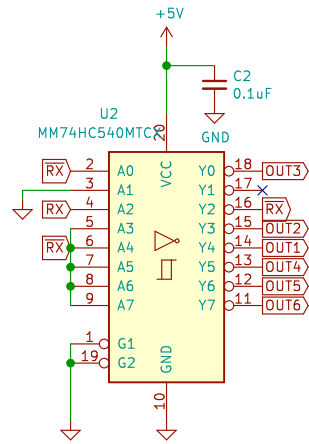 +5V
C2
0.1uF
GND
U2
MM74HC540MTCX
20
VCC
RX 2 A0 Y0 18 OUT3
3 A1 Y1 17
RX 4 A2 Y2 16 RX
5 A3 Y3 15 OUT2
RX 6 A4 Y4 14 OUT1
7 A5 Y5 13 OUT4
8 A6 Y6 12 OUT5
9 A7 Y7 11 OUT6
1 G1
19 G2
GND
10